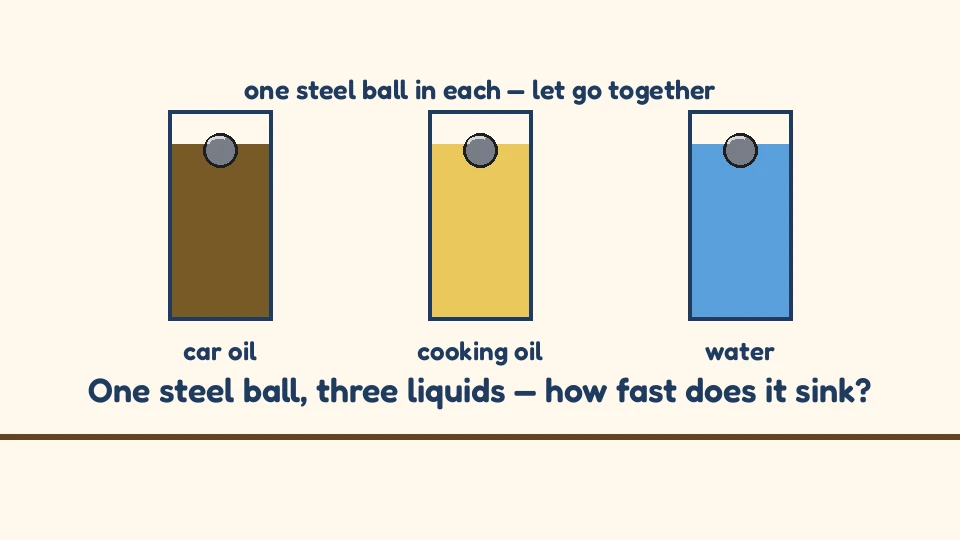 one steel ball in each — let go together
car oil
cooking oil
water
One steel ball, three liquids — how fast does it sink?